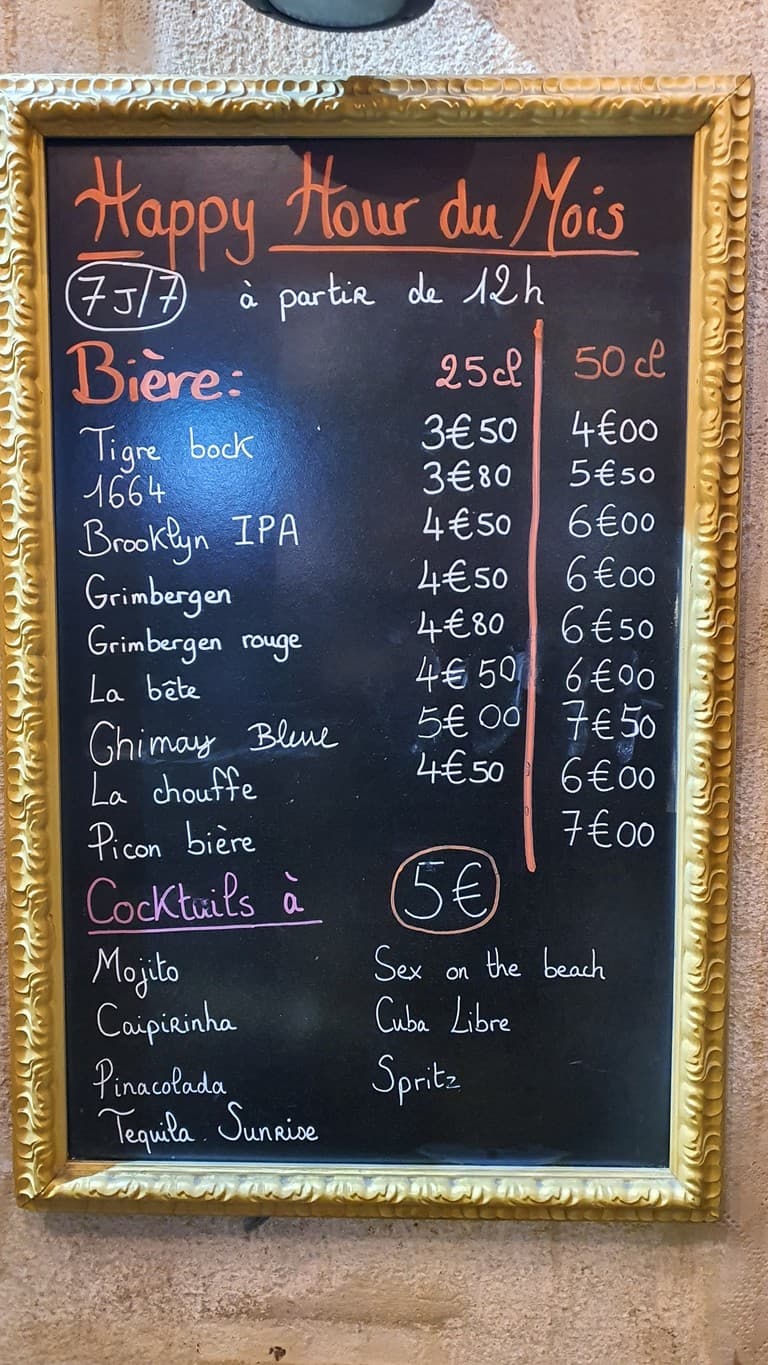 Happy Hour du Mois
7J/7 à partir de 12h
Bière: 25cl 50cl
Tigre bock 3€50 4€00
1664 3€80 5€50
Brooklyn IPA 4€50 6€00
Grimbergen 4€50 6€00
Grimbergen rouge 4€80 6€50
La bête 4€50 6€00
Chimay Bleue 5€00 7€50
La chouffe 4€50 6€00
Picon bière 7€00
Cocktails à 5€
Mojito Sex on the beach
Caipirinha Cuba Libre
Pinacolada Spritz
Tequila Sunrise